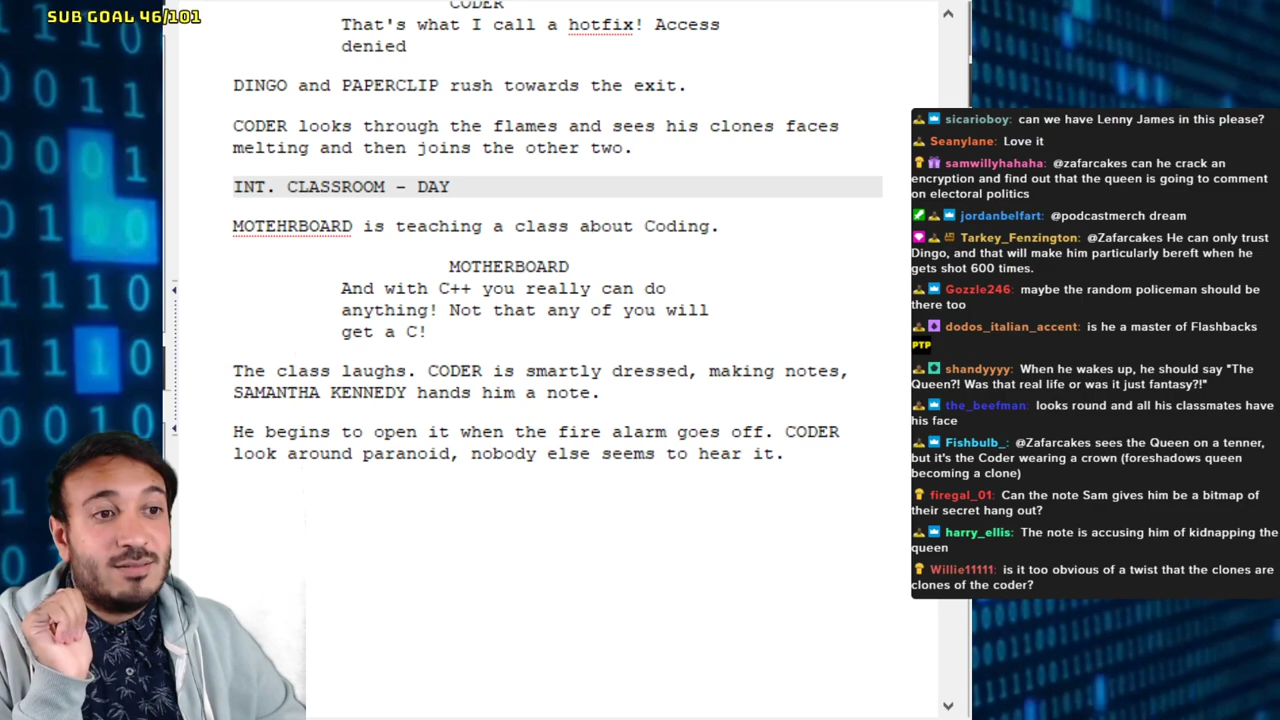 SUB GOAL 46/101
CODER
That's what I call a hotfix! Access
denied
DINGO and PAPERCLIP rush towards the exit.
CODER looks through the flames and sees his clones faces
melting and then joins the other two.
INT. CLASSROOM - DAY
MOTEHRBOARD is teaching a class about Coding.
MOTHERBOARD
And with C++ you really can do
anything! Not that any of you will
get a C!
The class laughs. CODER is smartly dressed, making notes,
SAMANTHA KENNEDY hands him a note.
He begins to open it when the fire alarm goes off. CODER
look around paranoid, nobody else seems to hear it.
sicarioboy: can we have Lenny James in this please?
Seanylane: Love it
samwillyhahaha: @zafarcakes can he crack an
encryption and find out that the queen is going to comment
on electoral politics
jordanbelfart: @podcastmerch dream
Tarkey_Fenzington: @Zafarcakes He can only trust
Dingo, and that will make him particularly bereft when he
gets shot 600 times.
Gozzle246: maybe the random policeman should be
there too
dodos_italian_accent: is he a master of Flashbacks
PTP
shandyyyy: When he wakes up, he should say "The
Queen?! Was that real life or was it just fantasy?!"
the_beefman: looks round and all his classmates have
his face
Fishbulb_: @Zafarcakes sees the Queen on a tenner,
but it's the Coder wearing a crown (foreshadows queen
becoming a clone)
firegal_01: Can the note Sam gives him be a bitmap of
their secret hang out?
harry_ellis: The note is accusing him of kidnapping the
queen
Willie11111: is it too obvious of a twist that the clones are
clones of the coder?